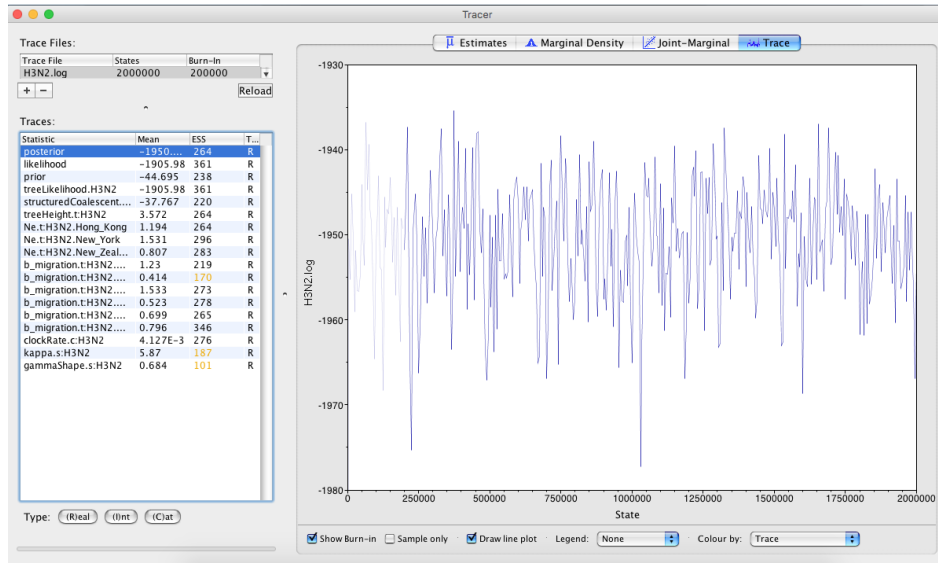 Tracer
Trace Files:
Trace File States Burn-In
H3N2.log 2000000 200000
+ − Reload
Traces:
Statistic Mean ESS T...
posterior -1950.... 264 R
likelihood -1905.98 361 R
prior -44.695 238 R
treeLikelihood.H3N2 -1905.98 361 R
structuredCoalescent.... -37.767 220 R
treeHeight.t:H3N2 3.572 264 R
Ne.t:H3N2.Hong_Kong 1.194 264 R
Ne.t:H3N2.New_York 1.531 296 R
Ne.t:H3N2.New_Zeal... 0.807 283 R
b_migration.t:H3N2.... 1.23 219 R
b_migration.t:H3N2.... 0.414 170 R
b_migration.t:H3N2.... 1.533 273 R
b_migration.t:H3N2.... 0.523 278 R
b_migration.t:H3N2.... 0.699 265 R
b_migration.t:H3N2.... 0.796 346 R
clockRate.c:H3N2 4.127E-3 276 R
kappa.s:H3N2 5.87 187 R
gammaShape.s:H3N2 0.684 101 R
Type: (R)eal (I)nt (C)at
μ Estimates Marginal Density Joint-Marginal Trace
-1930
-1940
-1950
-1960
-1970
-1980
H3N2.log
0 250000 500000 750000 1000000 1250000 1500000 1750000 2000000
State
Show Burn-in Sample only Draw line plot Legend: None Colour by: Trace